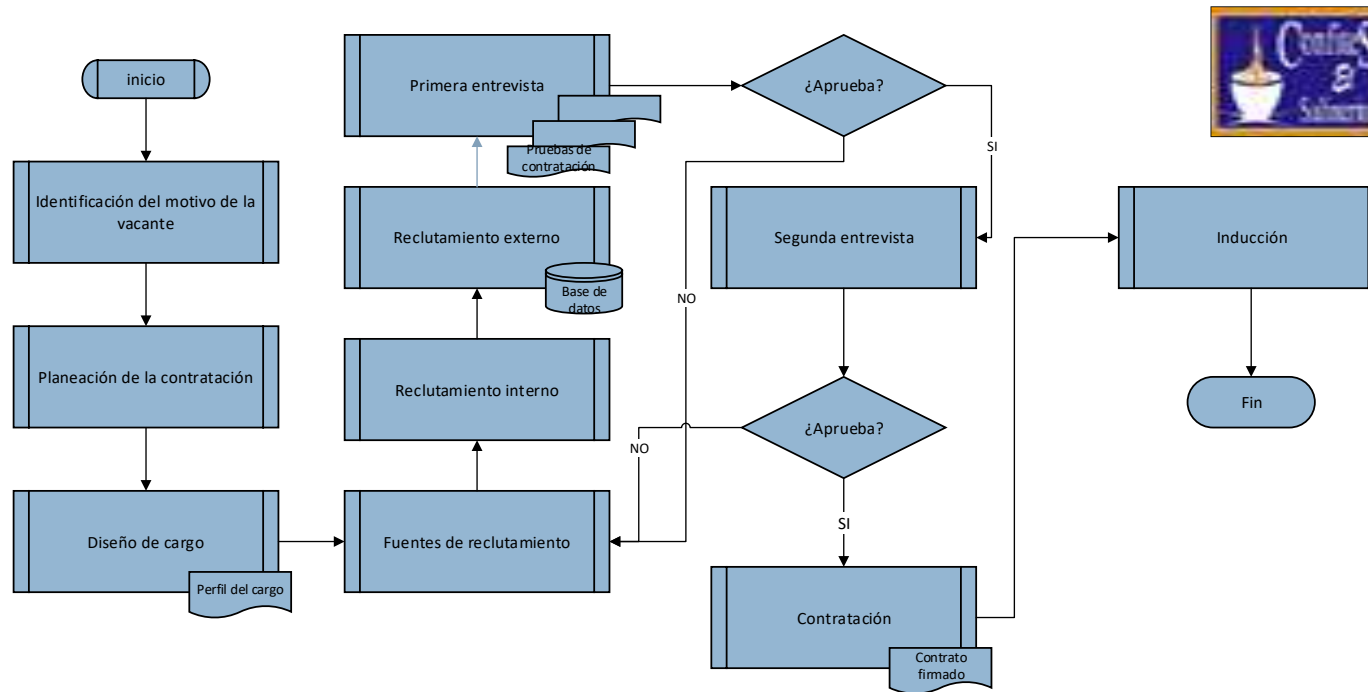 inicio
Identificación del motivo de la
vacante
Planeación de la contratación
Diseño de cargo
Perfil del cargo
Fuentes de reclutamiento
Reclutamiento interno
Reclutamiento externo
Base de
datos
Primera entrevista
Pruebas de
contratación
¿Aprueba?
SI
NO
Segunda entrevista
¿Aprueba?
NO
SI
Contratación
Contrato
firmado
Inducción
Fin
&